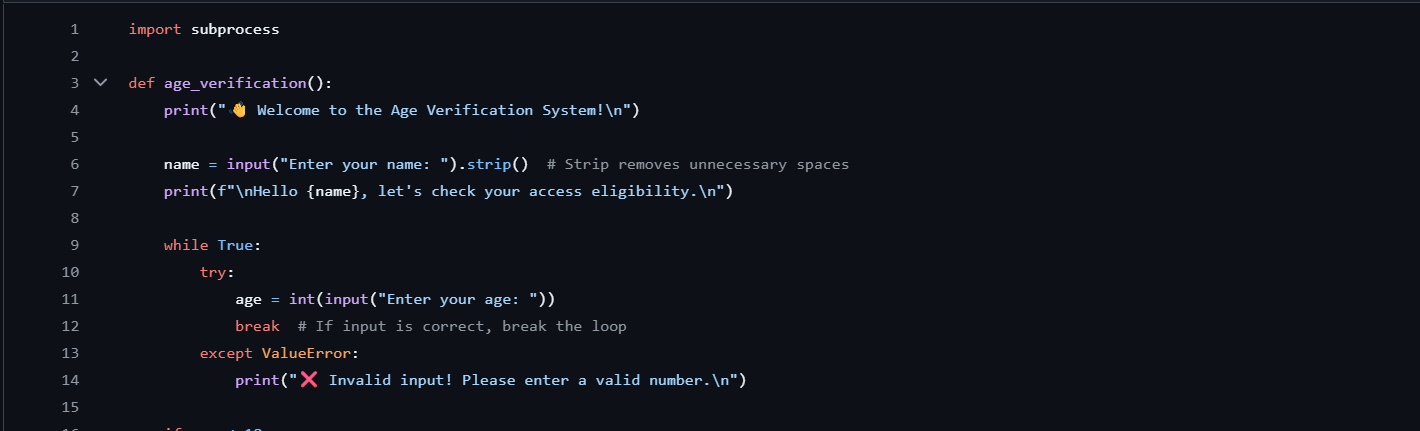 1 import subprocess
2
3 def age_verification():
4 print("👋 Welcome to the Age Verification System!\n")
5
6 name = input("Enter your name: ").strip() # Strip removes unnecessary spaces
7 print(f"\nHello {name}, let's check your access eligibility.\n")
8
9 while True:
10 try:
11 age = int(input("Enter your age: "))
12 break # If input is correct, break the loop
13 except ValueError:
14 print("❌ Invalid input! Please enter a valid number.\n")
15